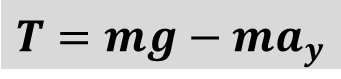 T = mg − ma_y